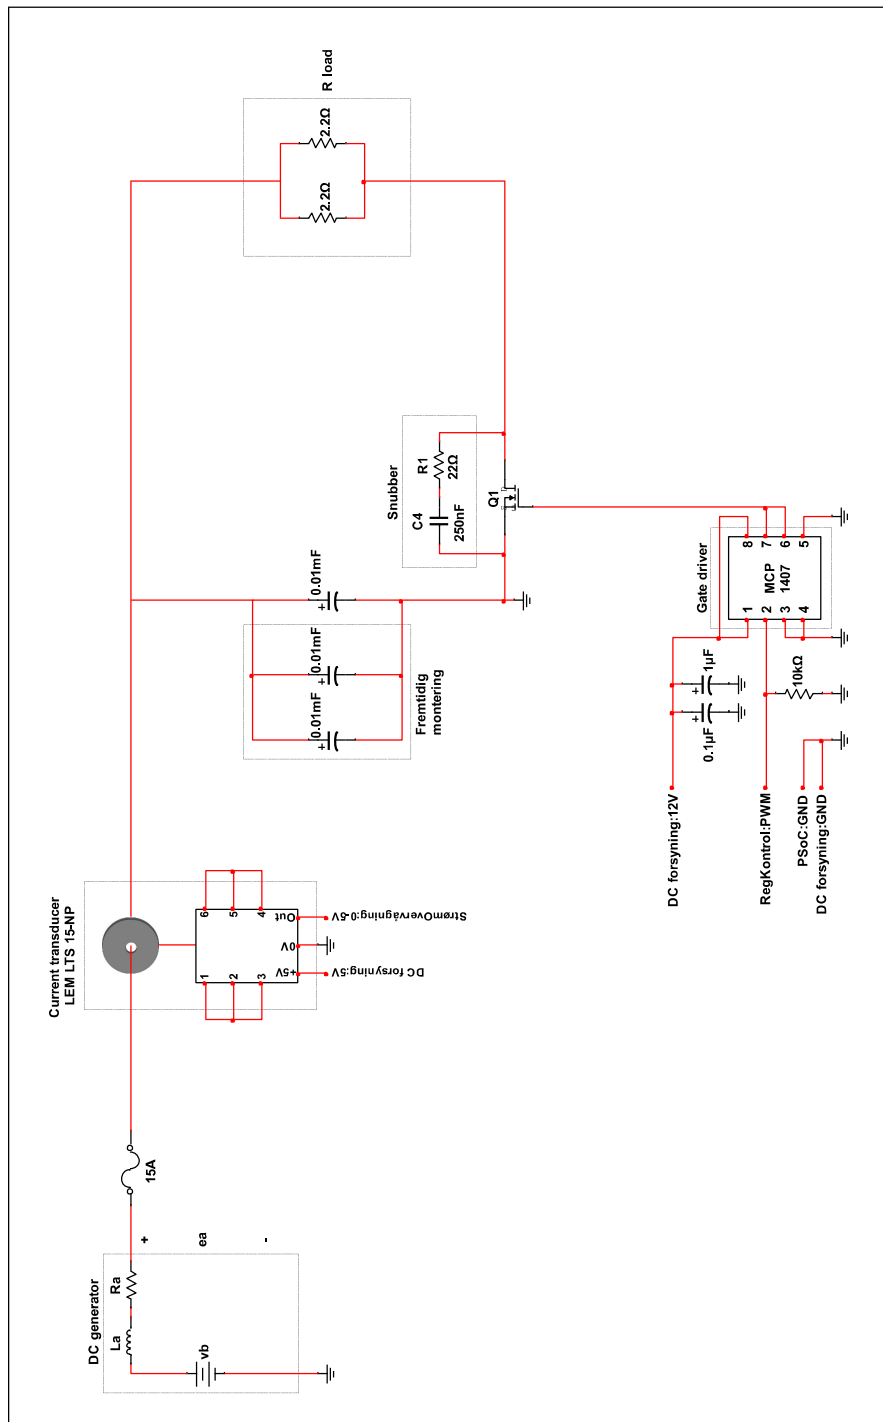 DC generator
La
Ra
vb
+
ea
-
15A
Current transducer
LEM LTS 15-NP
1
2
3
6
5
4
+5V
0V
Out
DC forsyning:5V
StrømOvervågning:0-5V
0.01mF
0.01mF
0.01mF
+
+
+
Fremtidig
montering
Snubber
C4
250nF
R1
22Ω
Q1
R load
2.2Ω
2.2Ω
DC forsyning:12V
RegKontrol:PWM
PSoC:GND
DC forsyning:GND
0.1µF
1µF
+
+
10kΩ
Gate driver
MCP
1407
1
2
3
4
8
7
6
5